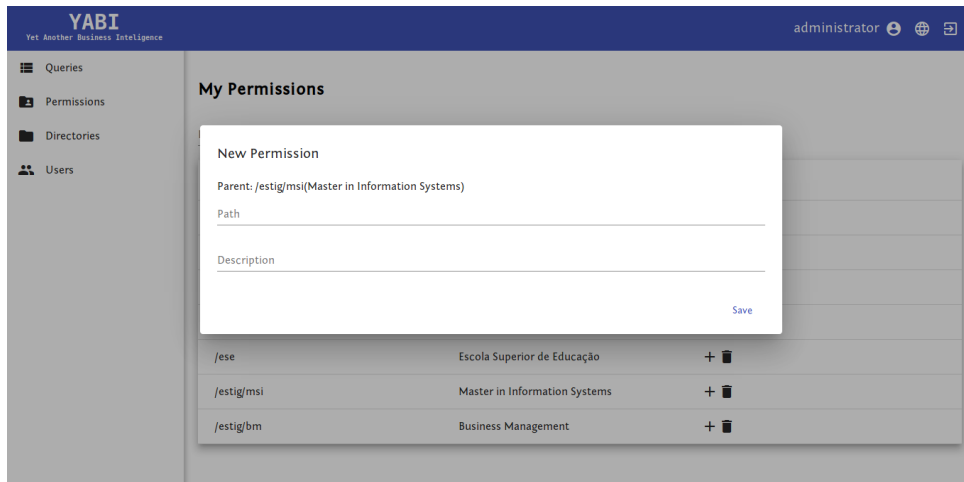 YABI
Yet Another Business Inteligence
administrator
Queries
Permissions
Directories
Users
My Permissions
New Permission
Parent: /estig/msi(Master in Information Systems)
Path
Description
Save
/ese Escola Superior de Educação
/estig/msi Master in Information Systems
/estig/bm Business Management